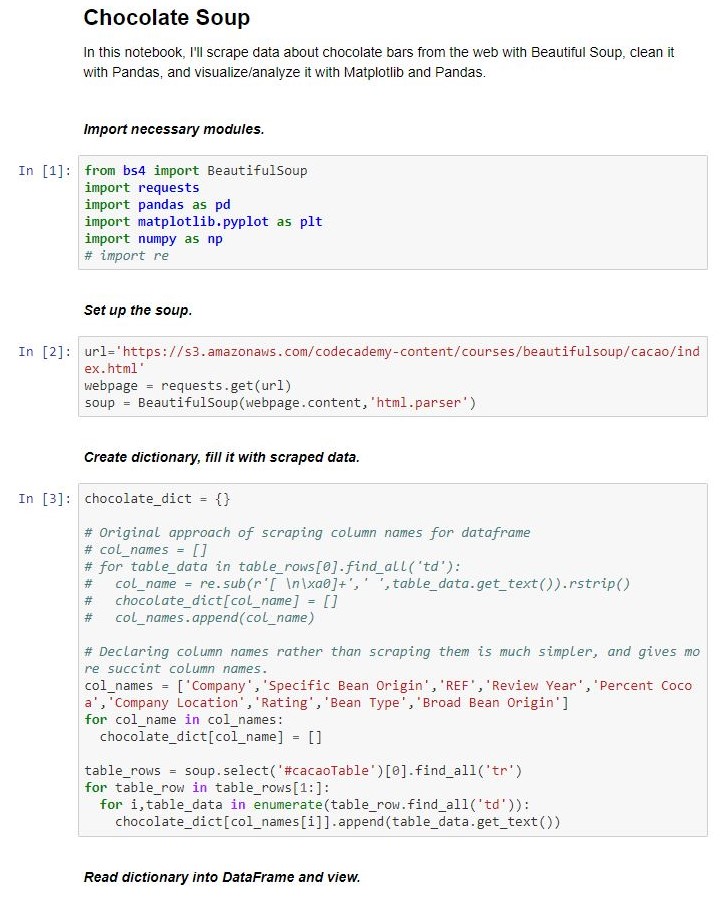 Chocolate Soup
In this notebook, I'll scrape data about chocolate bars from the web with Beautiful Soup, clean it
with Pandas, and visualize/analyze it with Matplotlib and Pandas.
Import necessary modules.
In [1]: from bs4 import BeautifulSoup
import requests
import pandas as pd
import matplotlib.pyplot as plt
import numpy as np
# import re
Set up the soup.
In [2]: url='https://s3.amazonaws.com/codecademy-content/courses/beautifulsoup/cacao/ind
ex.html'
webpage = requests.get(url)
soup = BeautifulSoup(webpage.content,'html.parser')
Create dictionary, fill it with scraped data.
In [3]: chocolate_dict = {}
# Original approach of scraping column names for dataframe
# col_names = []
# for table_data in table_rows[0].find_all('td'):
#   col_name = re.sub(r'[ \n\xa0]+',' ',table_data.get_text()).rstrip()
#   chocolate_dict[col_name] = []
#   col_names.append(col_name)
# Declaring column names rather than scraping them is much simpler, and gives mo
re succint column names.
col_names = ['Company','Specific Bean Origin','REF','Review Year','Percent Coco
a','Company Location','Rating','Bean Type','Broad Bean Origin']
for col_name in col_names:
  chocolate_dict[col_name] = []
table_rows = soup.select('#cacaoTable')[0].find_all('tr')
for table_row in table_rows[1:]:
  for i,table_data in enumerate(table_row.find_all('td')):
    chocolate_dict[col_names[i]].append(table_data.get_text())
Read dictionary into DataFrame and view.